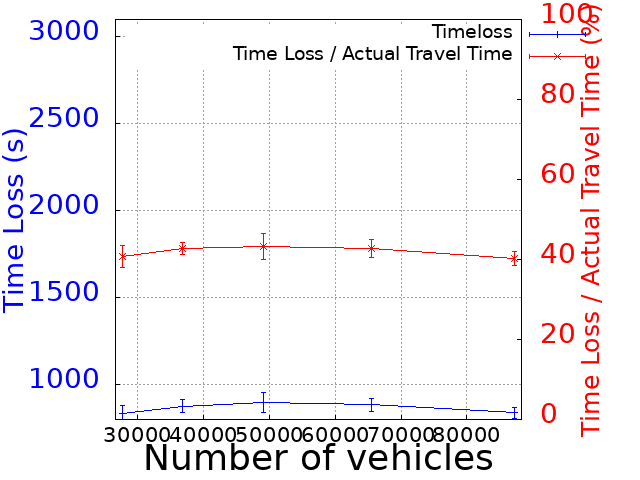 Timeloss
Time Loss / Actual Travel Time
3000
2500
2000
1500
1000
Time Loss (s)
100
80
60
40
20
0
Time Loss / Actual Travel Time (%)
30000 40000 50000 60000 70000 80000
Number of vehicles